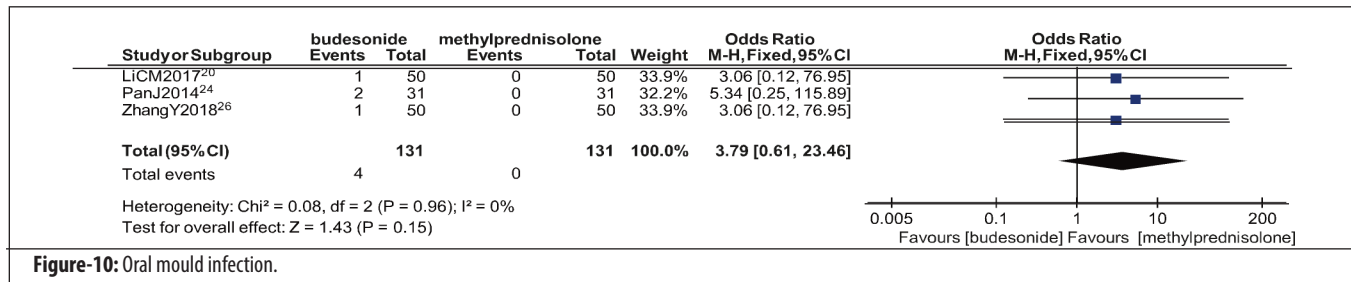 budesonide methylprednisolone Odds Ratio Odds Ratio
Study or Subgroup Events Total Events Total Weight M-H, Fixed, 95% CI M-H, Fixed, 95% CI
LiCM2017²⁰ 1 50 0 50 33.9% 3.06 [0.12, 76.95]
PanJ2014²⁴ 2 31 0 31 32.2% 5.34 [0.25, 115.89]
ZhangY2018²⁶ 1 50 0 50 33.9% 3.06 [0.12, 76.95]
Total (95% CI) 131 131 100.0% 3.79 [0.61, 23.46]
Total events 4 0
Heterogeneity: Chi² = 0.08, df = 2 (P = 0.96); I² = 0%
Test for overall effect: Z = 1.43 (P = 0.15)
0.005 0.1 1 10 200
Favours [budesonide] Favours [methylprednisolone]
Figure-10: Oral mould infection.